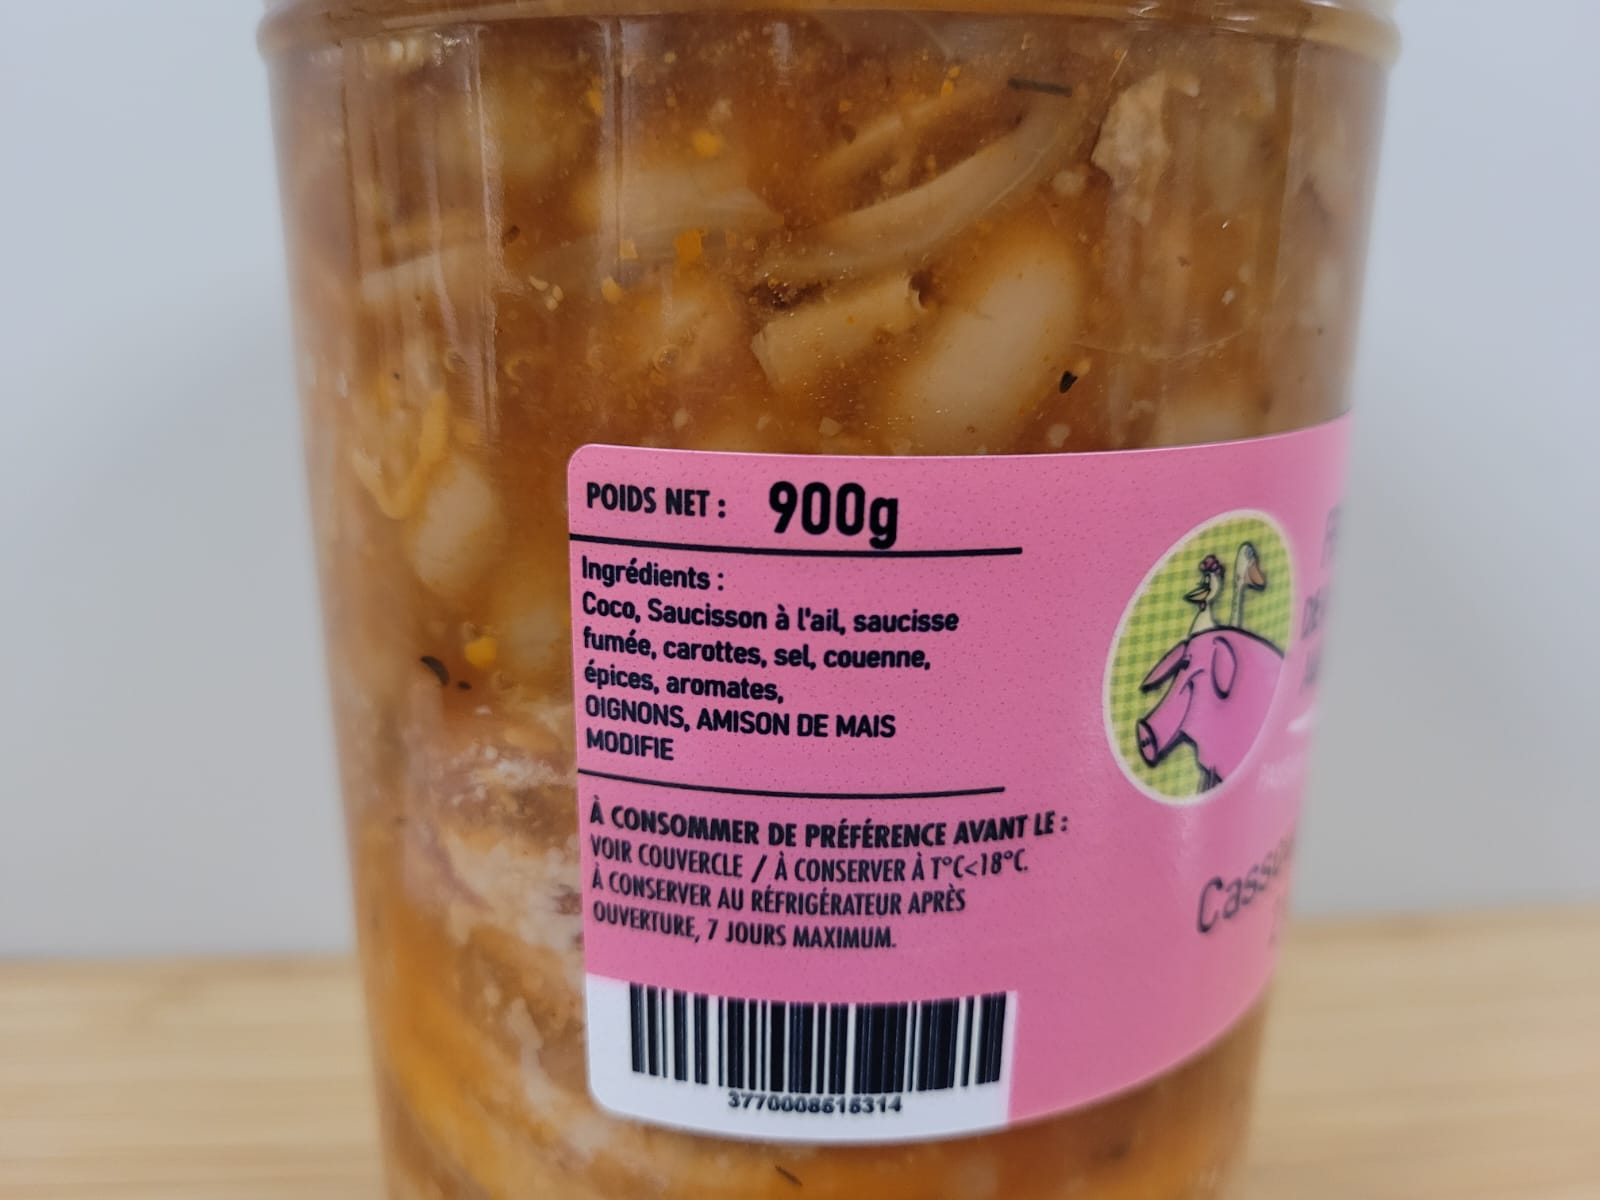 POIDS NET : 900g
Ingrédients :
Coco, Saucisson à l'ail, saucisse
fumée, carottes, sel, couenne,
épices, aromates,
OIGNONS, AMISON DE MAIS
MODIFIE
À CONSOMMER DE PRÉFÉRENCE AVANT LE :
VOIR COUVERCLE / À CONSERVER À T°C<18°C.
À CONSERVER AU RÉFRIGÉRATEUR APRÈS
OUVERTURE, 7 JOURS MAXIMUM.
3770008515314